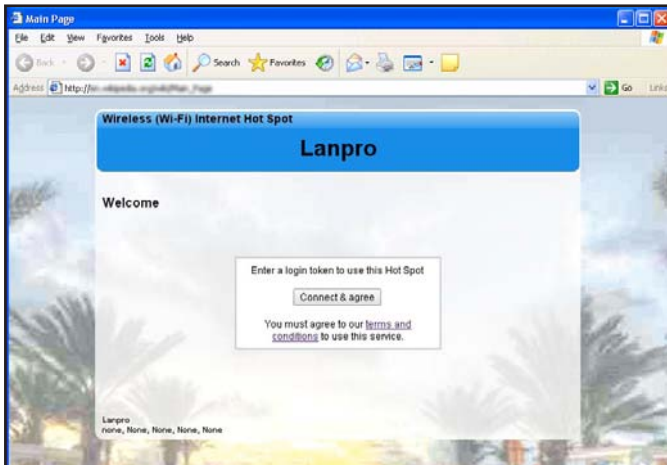 Main Page
File Edit View Favorites Tools Help
Back Search Favorites
Address http:// Go Links
Wireless (Wi-Fi) Internet Hot Spot
Lanpro
Welcome
Enter a login token to use this Hot Spot
Connect & agree
You must agree to our terms and
conditions to use this service.
Lanpro
none, None, None, None, None